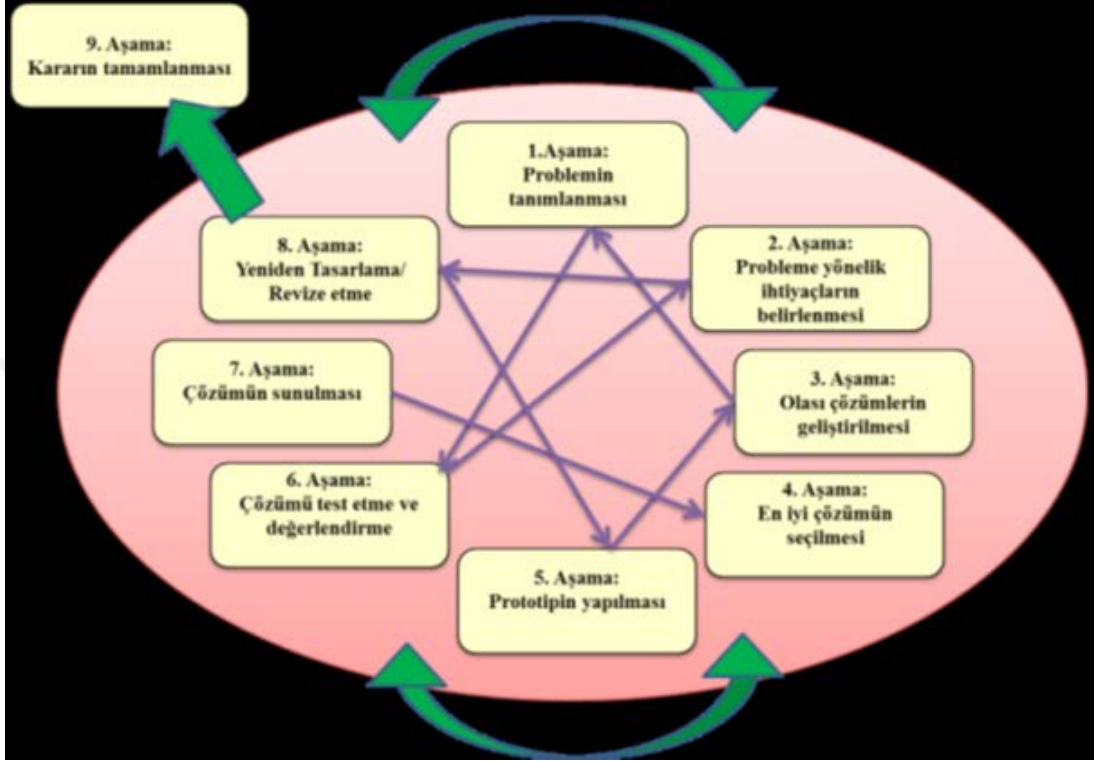 9. Aşama:
Kararın tamamlanması
1.Aşama:
Problemin
tanımlanması
2. Aşama:
Probleme yönelik
ihtiyaçların
belirlenmesi
3. Aşama:
Olası çözümlerin
geliştirilmesi
4. Aşama:
En iyi çözümün
seçilmesi
5. Aşama:
Prototipin yapılması
6. Aşama:
Çözümü test etme ve
değerlendirme
7. Aşama:
Çözümün sunulması
8. Aşama:
Yeniden Tasarlama/
Revize etme